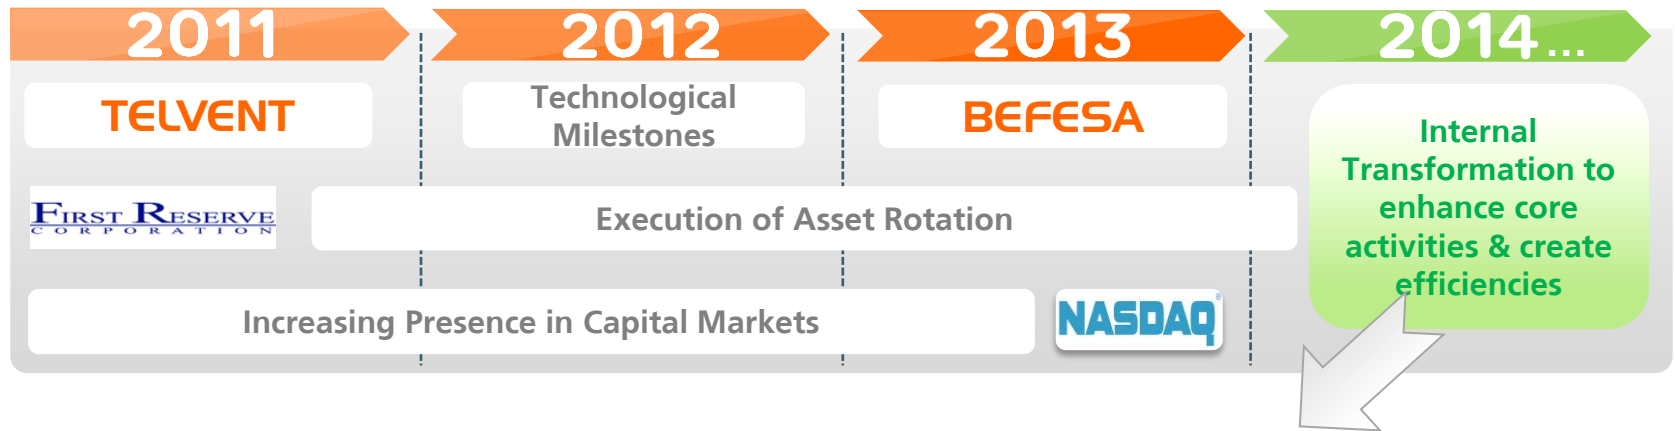 2011
2012
2013
2014...
TELVENT
Technological
Milestones
BEFESA
Internal
Transformation to
enhance core
activities & create
efficiencies
FIRST RESERVE
CORPORATION
Execution of Asset Rotation
Increasing Presence in Capital Markets
NASDAQ®